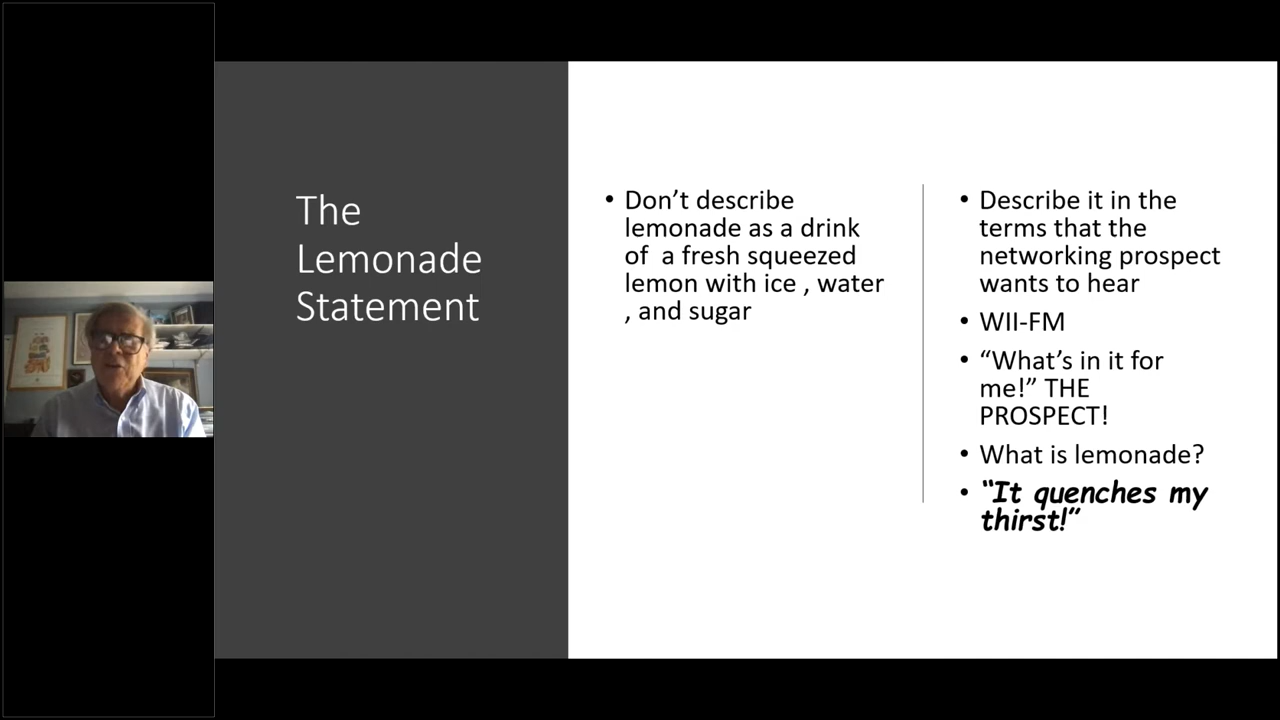 The
Lemonade
Statement
• Don’t describe
lemonade as a drink
of  a fresh squeezed
lemon with ice , water
, and sugar
• Describe it in the
terms that the
networking prospect
wants to hear
• WII-FM
• “What’s in it for
me!” THE
PROSPECT!
• What is lemonade?
• “It quenches my
thirst!”